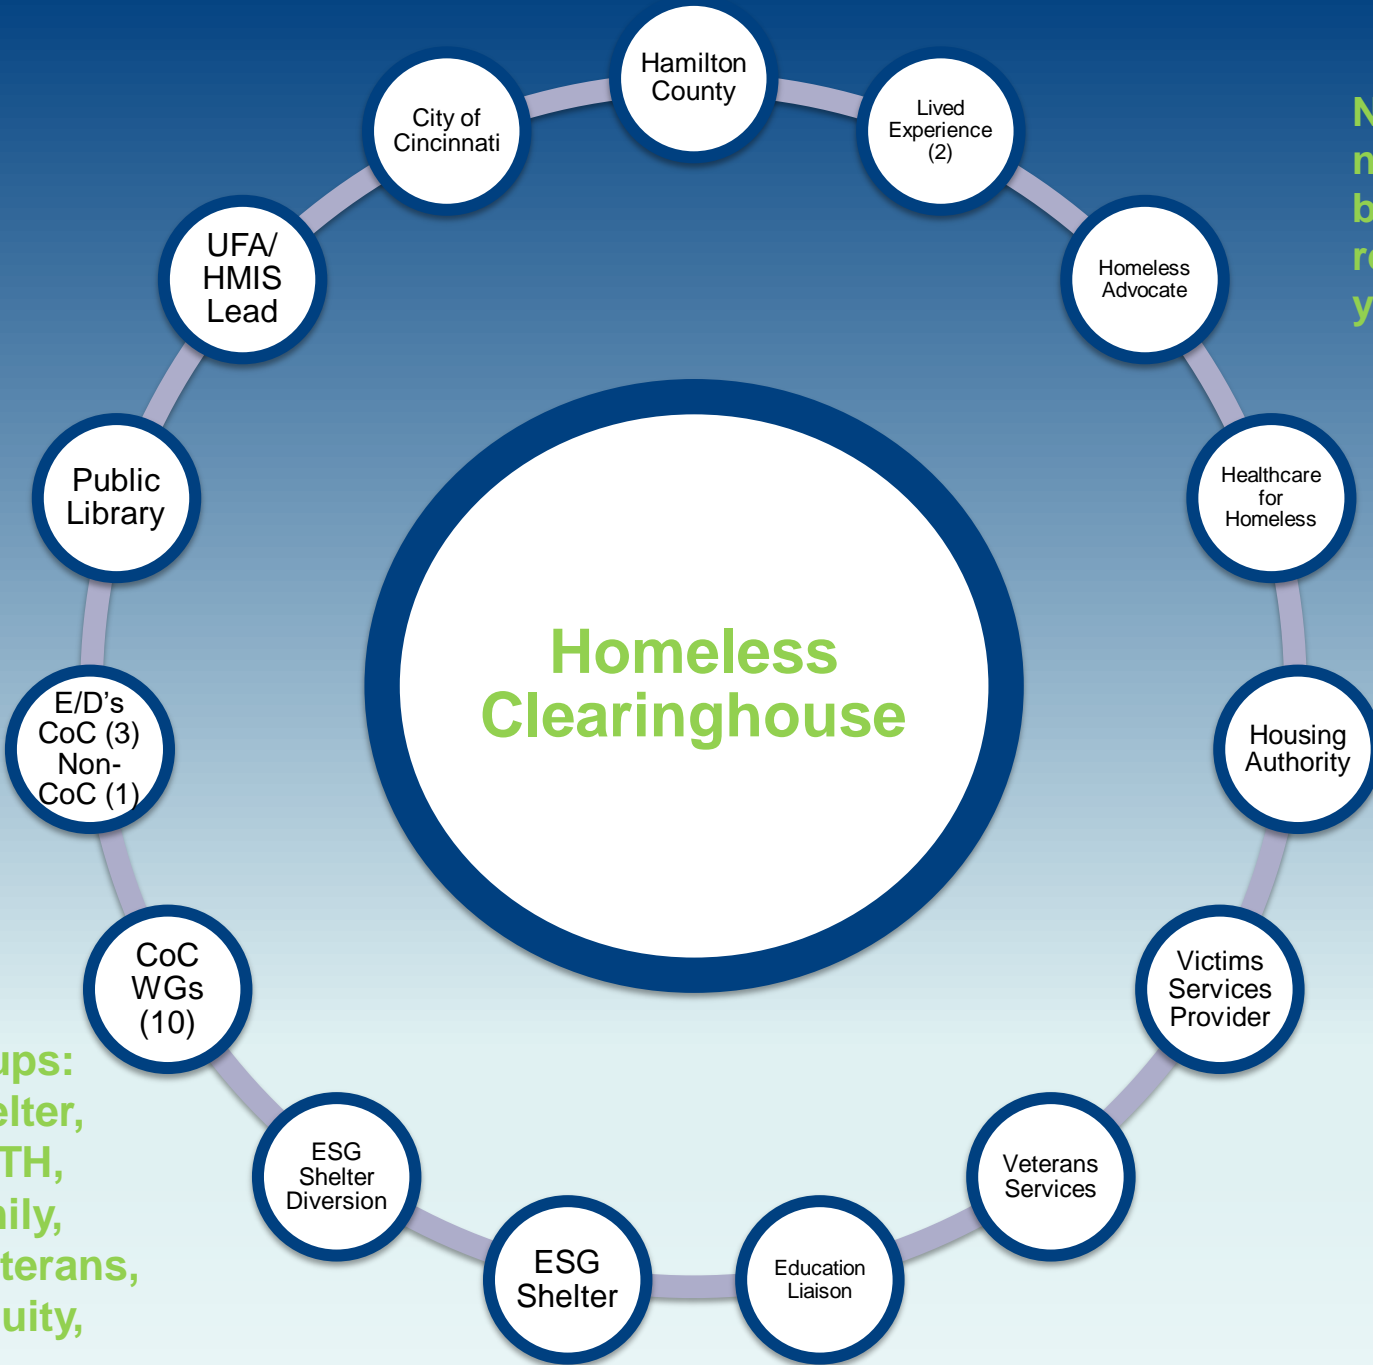 Homeless
Clearinghouse
Hamilton
County
Lived
Experience
(2)
Homeless
Advocate
Healthcare
for
Homeless
Housing
Authority
Victims
Services
Provider
Veterans
Services
Education
Liaison
ESG
Shelter
ESG
Shelter
Diversion
CoC
WGs
(10)
E/D’s
CoC (3)
Non-
CoC (1)
Public
Library
UFA/
HMIS
Lead
City of
Cincinnati
ups:
elter,
TH,
nily,
terans,
uity,